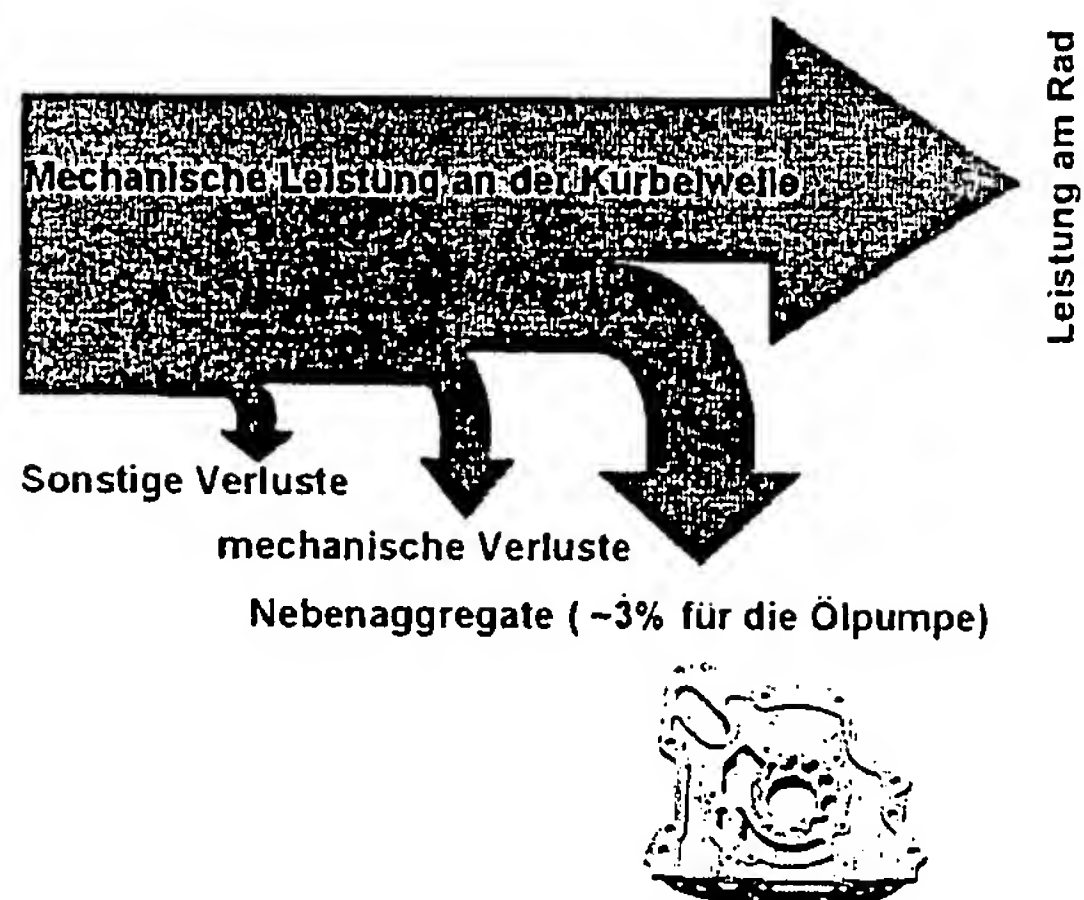 Mechanische Leistung an der Kurbelwelle
Leistung am Rad
Sonstige Verluste
mechanische Verluste
Nebenaggregate ( ~3% für die Ölpumpe)